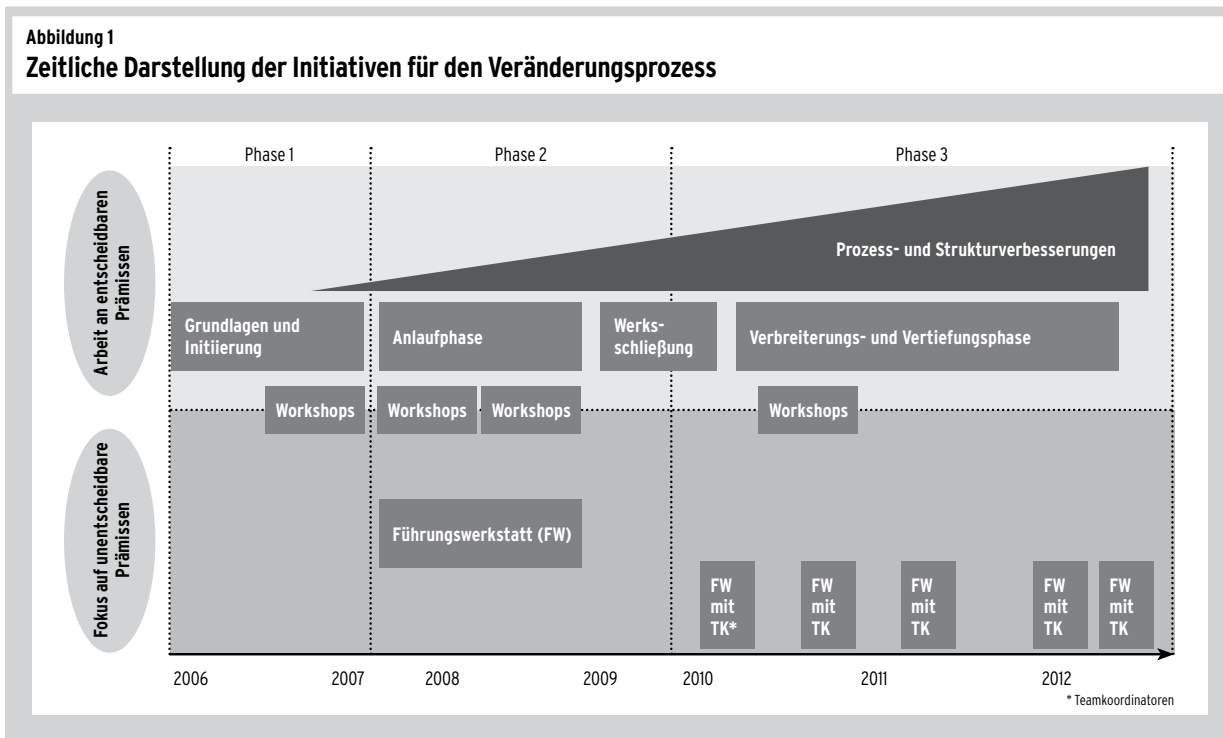 Abbildung 1
Zeitliche Darstellung der Initiativen für den Veränderungsprozess
Phase 1
Phase 2
Phase 3
Arbeit an entscheidbaren
Prämissen
Prozess- und Strukturverbesserungen
Grundlagen und
Initiierung
Anlaufphase
Werks-
schließung
Verbreiterungs- und Vertiefungsphase
Workshops
Workshops
Workshops
Workshops
Fokus auf unentscheidbare
Prämissen
Führungswerkstatt (FW)
FW
mit
TK*
FW
mit
TK
FW
mit
TK
FW
mit
TK
FW
mit
TK
2006
2007
2008
2009
2010
2011
2012
* Teamkoordinatoren